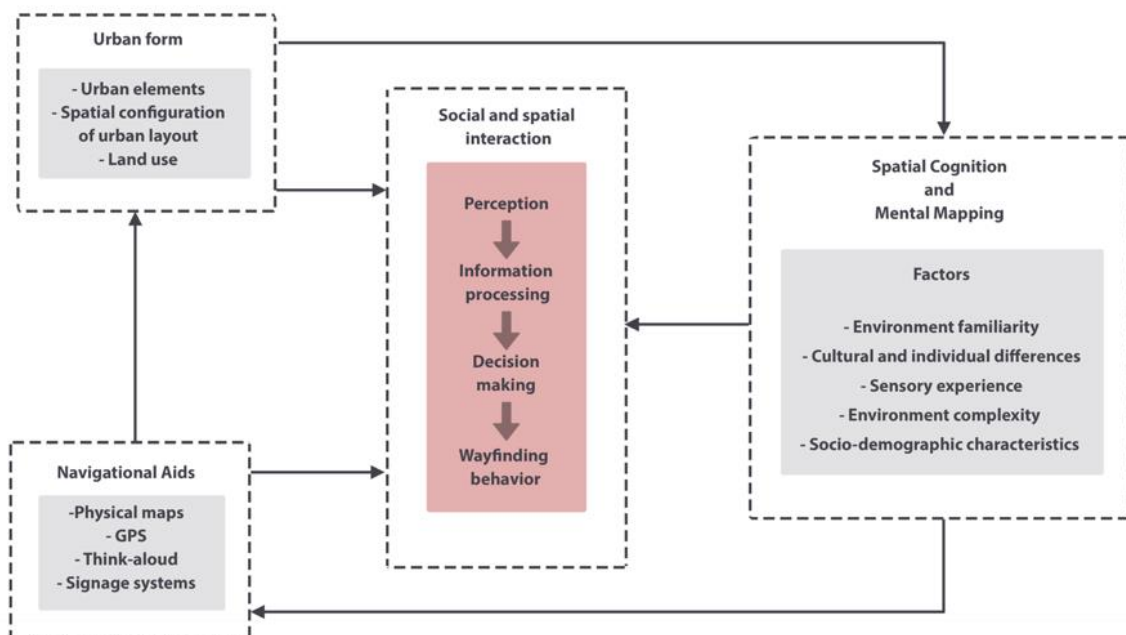 Urban form
- Urban elements
- Spatial configuration
of urban layout
- Land use
Social and spatial
interaction
Perception
Information
processing
Decision
making
Wayfinding
behavior
Spatial Cognition
and
Mental Mapping
Factors
- Environment familiarity
- Cultural and individual differences
- Sensory experience
- Environment complexity
- Socio-demographic characteristics
Navigational Aids
-Physical maps
- GPS
- Think-aloud
- Signage systems